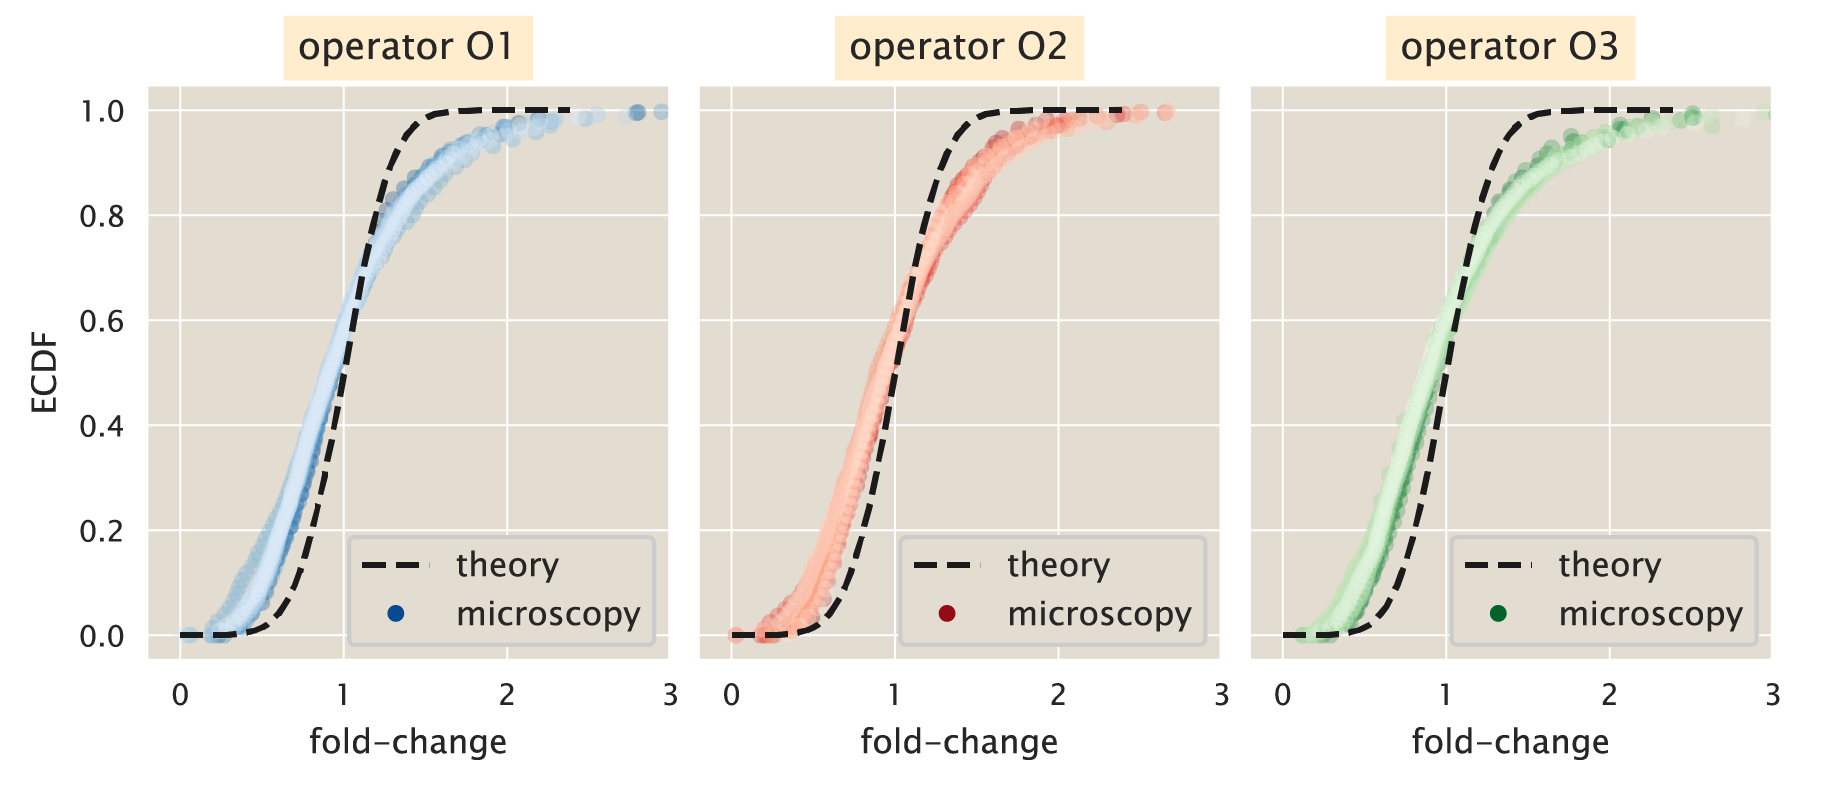 operator O1
operator O2
operator O3
ECDF
1.0
0.8
0.6
0.4
0.2
0.0
theory
microscopy
theory
microscopy
theory
microscopy
0 1 2 3
0 1 2 3
0 1 2 3
fold-change
fold-change
fold-change